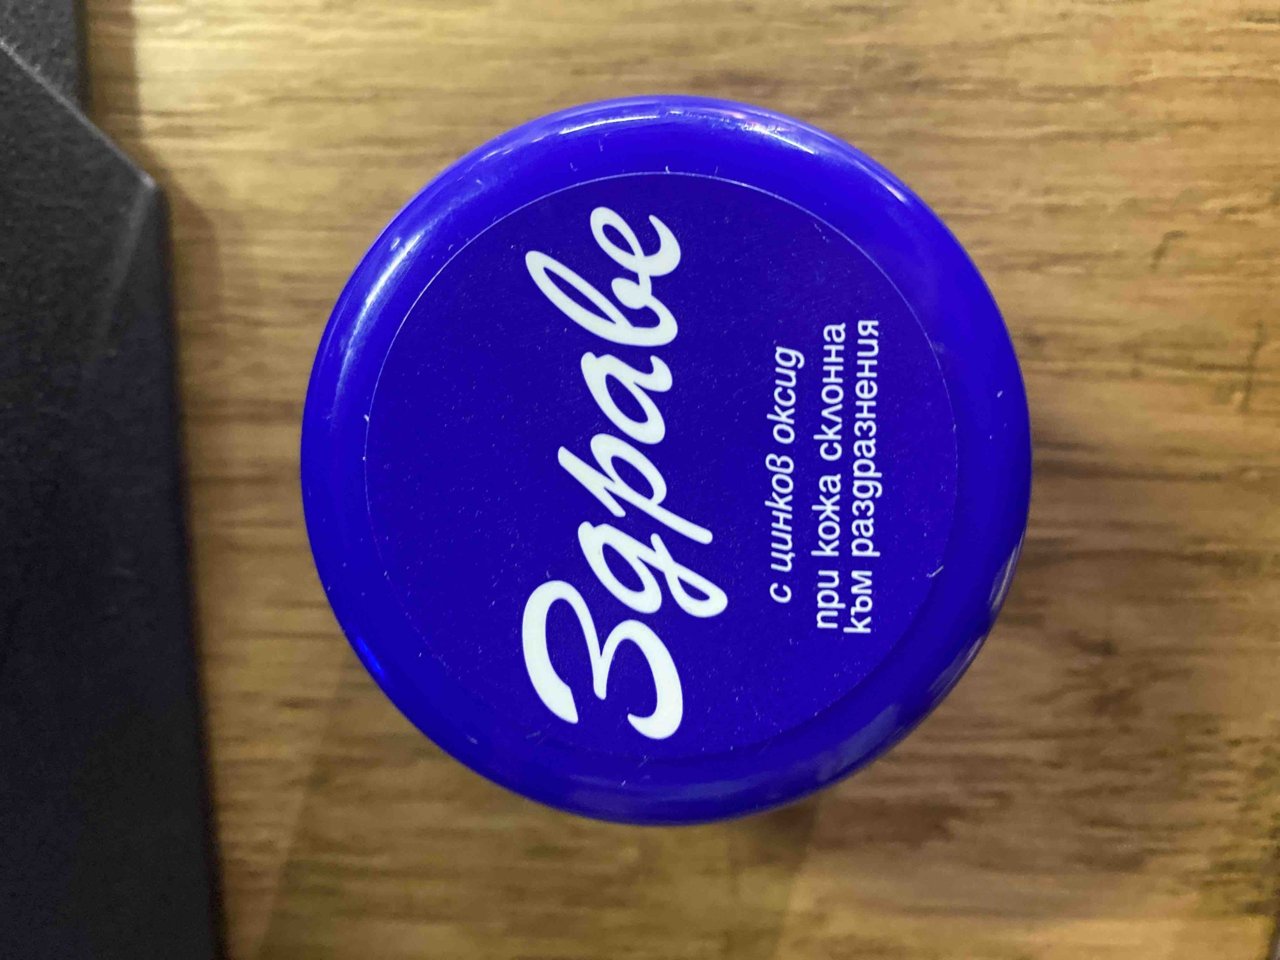 Здраве
с цинков оксид
при кожа склонна
към раздразнения